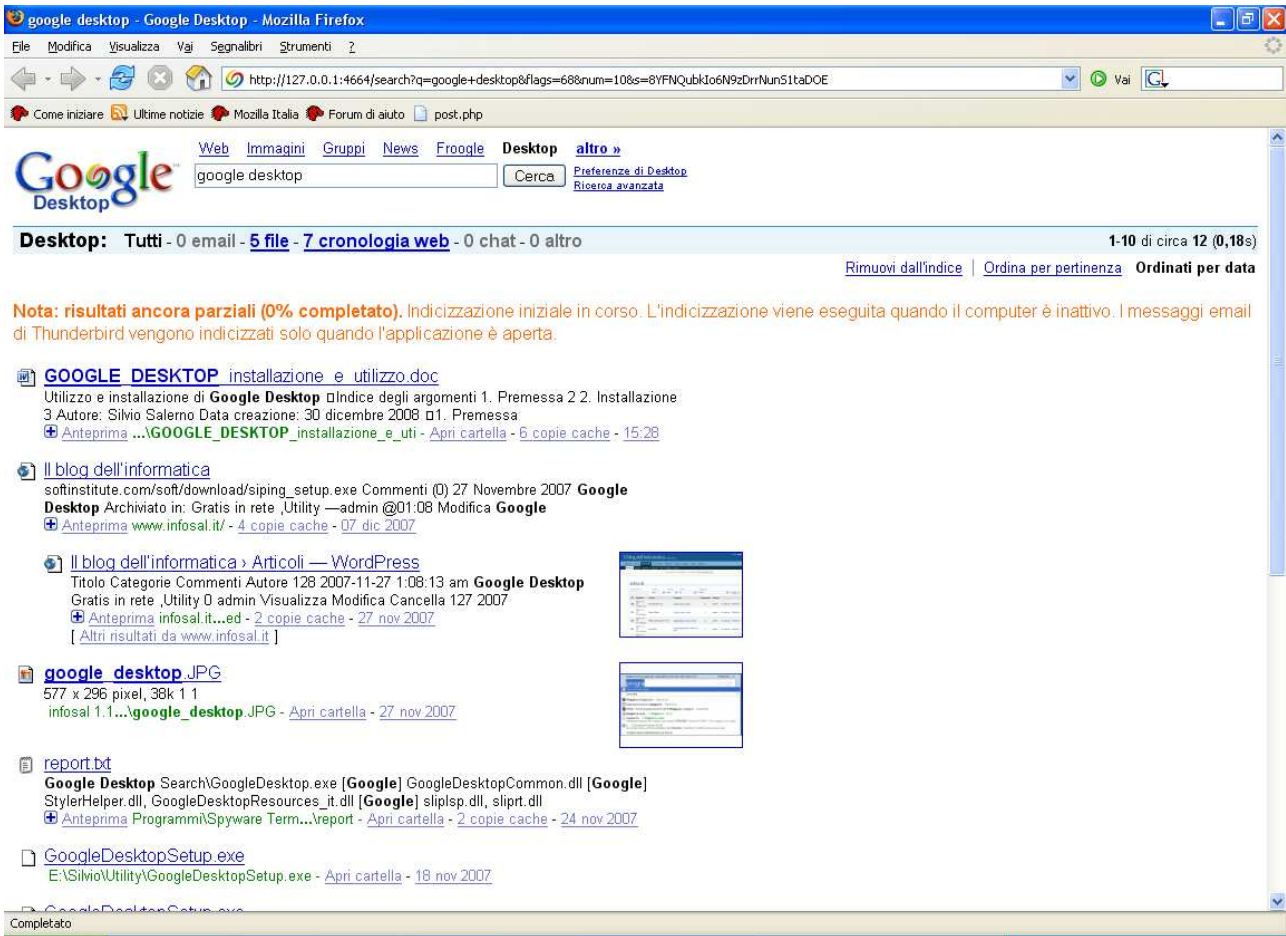 google desktop - Google Desktop - Mozilla Firefox
File Modifica Visualizza Vai Segnalibri Strumenti ?
http://127.0.0.1:4664/search?q=google+desktop&flags=68&num=10&s=8YFNQubkIo6N9zDrrNunS1taDOE
Vai
Come iniziare Ultime notizie Mozilla Italia Forum di aiuto post.php
Web Immagini Gruppi News Froogle Desktop altro »
Google Desktop
google desktop Cerca
Preferenze di Desktop
Ricerca avanzata
Desktop: Tutti - 0 email - 5 file - 7 cronologia web - 0 chat - 0 altro 1-10 di circa 12 (0,18s)
Rimuovi dall'indice | Ordina per pertinenza Ordinati per data
Nota: risultati ancora parziali (0% completato). Indicizzazione iniziale in corso. L'indicizzazione viene eseguita quando il computer è inattivo. I messaggi email
di Thunderbird vengono indicizzati solo quando l'applicazione è aperta.
GOOGLE_DESKTOP_installazione_e_utilizzo.doc
Utilizzo e installazione di Google Desktop □Indice degli argomenti 1. Premessa 2 2. Installazione
3 Autore: Silvio Salerno Data creazione: 30 dicembre 2008 □1. Premessa
Anteprima ...\GOOGLE_DESKTOP_installazione_e_uti - Apri cartella - 6 copie cache - 15:28
Il blog dell'informatica
softinstitute.com/soft/download/siping_setup.exe Commenti (0) 27 Novembre 2007 Google
Desktop Archiviato in: Gratis in rete ,Utility —admin @01:08 Modifica Google
Anteprima www.infosal.it/ - 4 copie cache - 07 dic 2007
Il blog dell'informatica › Articoli — WordPress
Titolo Categorie Commenti Autore 128 2007-11-27 1:08:13 am Google Desktop
Gratis in rete ,Utility 0 admin Visualizza Modifica Cancella 127 2007
Anteprima infosal.it...ed - 2 copie cache - 27 nov 2007
[ Altri risultati da www.infosal.it ]
google_desktop.JPG
577 x 296 pixel, 38k 1 1
infosal 1.1...\google_desktop.JPG - Apri cartella - 27 nov 2007
report.txt
Google Desktop Search\GoogleDesktop.exe [Google] GoogleDesktopCommon.dll [Google]
StylerHelper.dll, GoogleDesktopResources_it.dll [Google] sliplsp.dll, sliprt.dll
Anteprima Programmi\Spyware Term...\report - Apri cartella - 2 copie cache - 24 nov 2007
GoogleDesktopSetup.exe
E:\Silvio\Utility\GoogleDesktopSetup.exe - Apri cartella - 18 nov 2007
GoogleDesktopSetup.exe
Completato